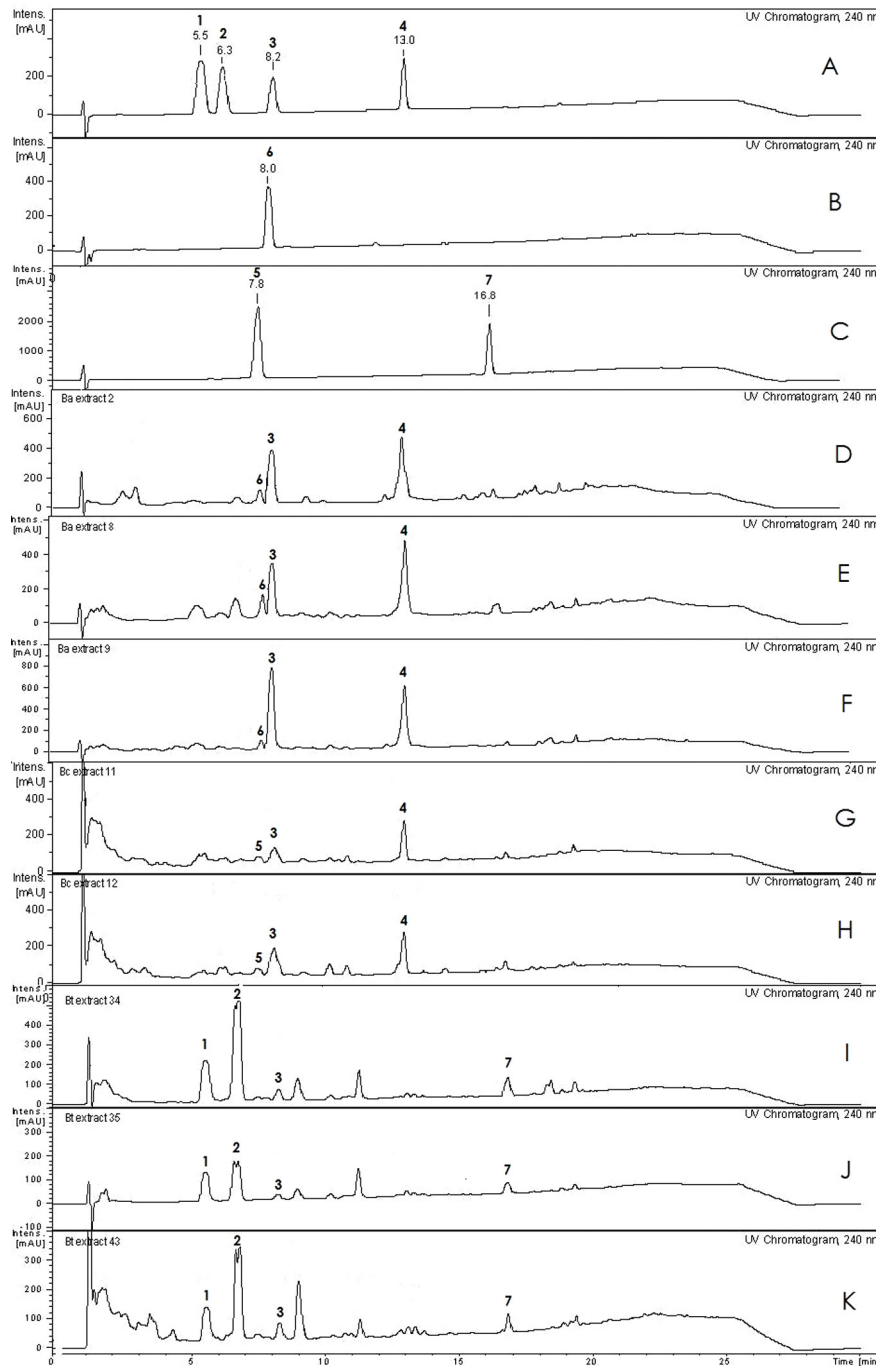 Intens. [mAU]
UV Chromatogram, 240 nm
1 2 3 4
5.5 6.3 8.2 13.0
200
0
A
Intens. [mAU]
UV Chromatogram, 240 nm
6
8.0
400
200
0
B
Intens. [mAU]
UV Chromatogram, 240 nm
5 7
7.8 16.8
2000
1000
0
C
Intens. [mAU]
Ba extract 2
UV Chromatogram, 240 nm
600
400
200
0
6 3 4
D
Intens. [mAU]
Ba extract 8
UV Chromatogram, 240 nm
400
200
0
6 3 4
E
Intens. [mAU]
Ba extract 9
UV Chromatogram, 240 nm
800
600
400
200
0
6 3 4
F
Intens. [mAU]
Bc extract 11
UV Chromatogram, 240 nm
400
200
0
5 3 4
G
Intens. [mAU]
Bc extract 12
UV Chromatogram, 240 nm
400
200
0
5 3 4
H
Intens. [mAU]
Bt extract 34
UV Chromatogram, 240 nm
400
300
200
100
0
1 2 3 7
I
Intens. [mAU]
Bt extract 35
UV Chromatogram, 240 nm
300
200
100
0
-100
1 2 3 7
J
Intens. [mAU]
Bt extract 43
UV Chromatogram, 240 nm
300
200
100
0
1 2 3 7
K
0 5 10 15 20 25 Time [min]